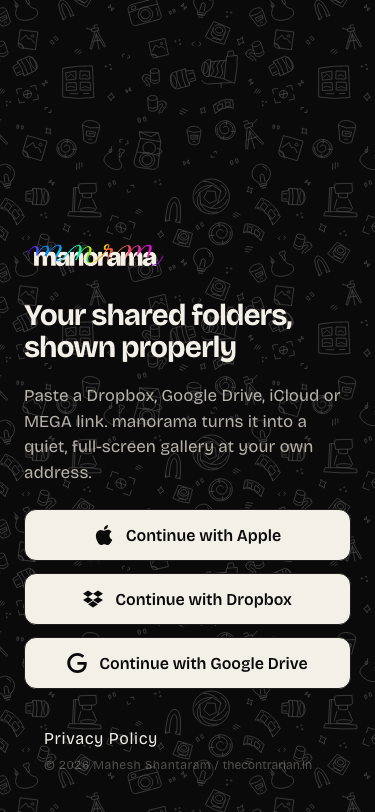 manorama
Your shared folders,
shown properly
Paste a Dropbox, Google Drive, iCloud or
MEGA link. manorama turns it into a
quiet, full-screen gallery at your own
address.
Continue with Apple
Continue with Dropbox
Continue with Google Drive
Privacy Policy
© 2026 Mahesh Shantaram / thecontrarian.in